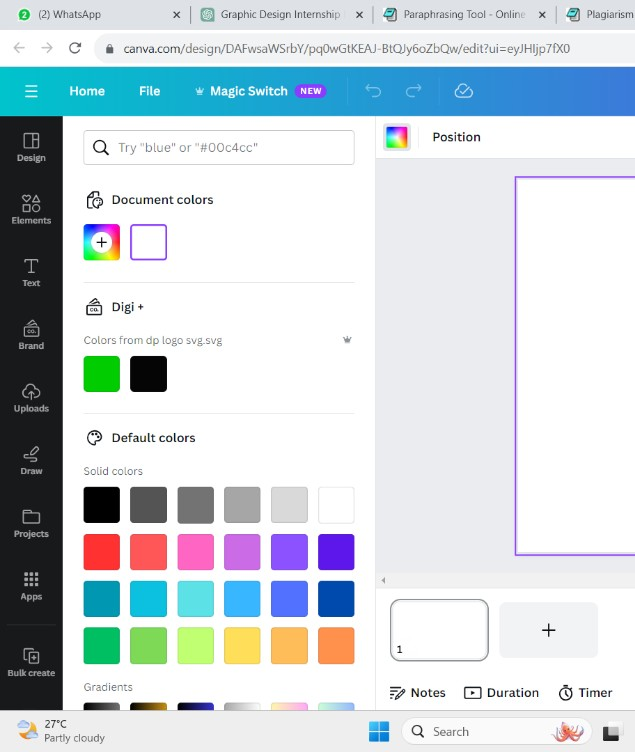 (2) WhatsApp
Graphic Design Internship
Paraphrasing Tool - Online
Plagiarism
canva.com/design/DAFwsaWSrbY/pq0wGtKEAJ-BtQJy6oZbQw/edit?ui=eyJHIjp7fX0
Home File Magic Switch NEW
Design
Elements
Text
Brand
CO.
Uploads
Draw
Projects
Apps
Bulk create
Try "blue" or "#00c4cc"
Document colors
CO.
Digi +
Colors from dp logo svg.svg
Default colors
Solid colors
Gradients
Position
1
Notes Duration Timer
27°C
Partly cloudy
Search